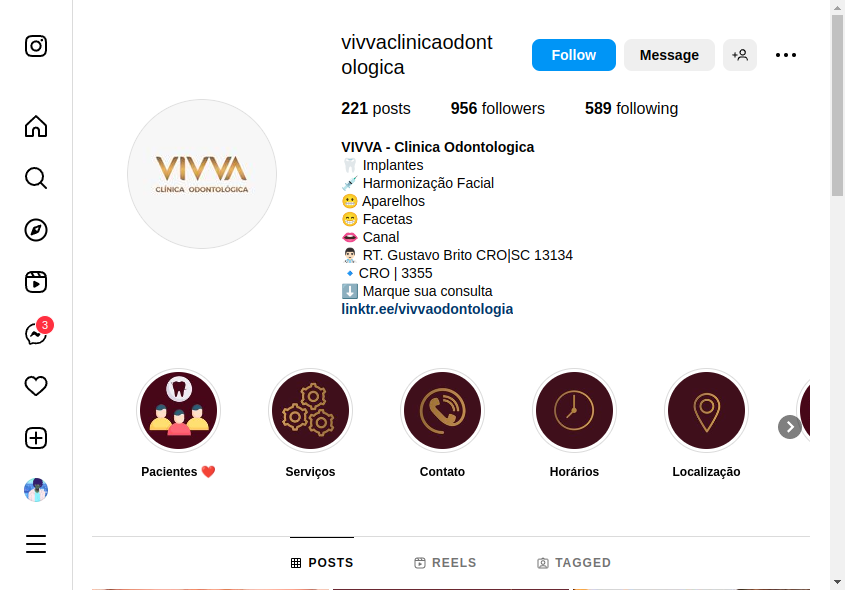 vivvaclinicaodont
ologica
Follow
Message
221 posts
956 followers
589 following
VIVVA
CLÍNICA ODONTOLÓGICA
VIVVA - Clinica Odontologica
🦷 Implantes
💉 Harmonização Facial
😬 Aparelhos
😁 Facetas
👄 Canal
👨🏻‍⚕️ RT. Gustavo Brito CRO|SC 13134
🔹CRO | 3355
⬇️ Marque sua consulta
linktr.ee/vivvaodontologia
3
Pacientes ❤️
Serviços
Contato
Horários
Localização
POSTS
REELS
TAGGED